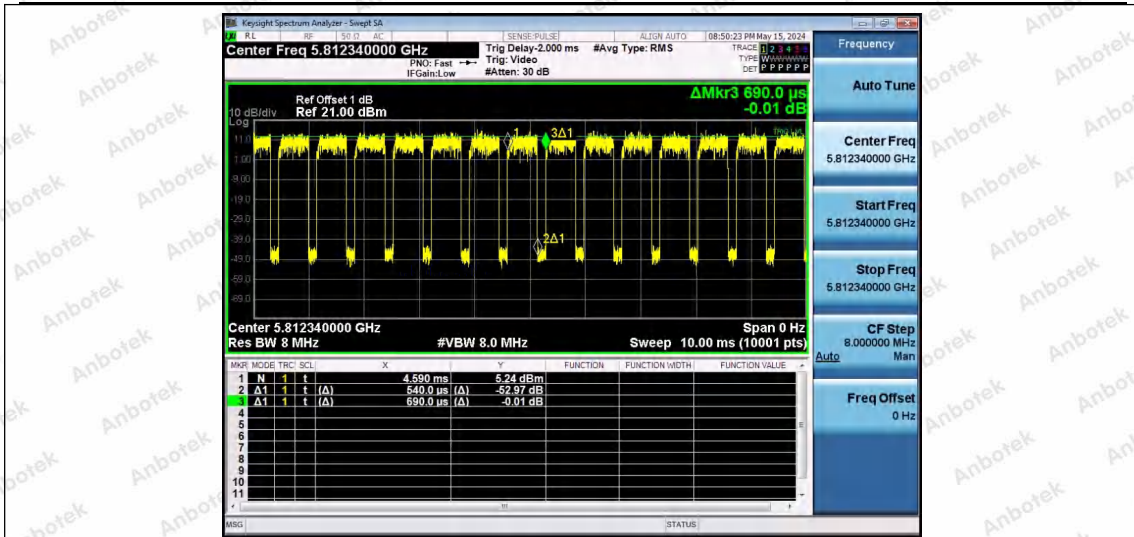 Keysight Spectrum Analyzer - Swept SA
RL RF 50 Ω AC SENSE:PULSE ALIGN AUTO 08:50:23 PM May 15, 2024
Center Freq 5.812340000 GHz
Trig Delay-2.000 ms #Avg Type: RMS
TRACE 1 2 3 4 5 6
PNO: Fast Trig: Video
TYPE W
IFGain:Low #Atten: 30 dB
DET P P P P P P
Frequency
ΔMkr3 690.0 µs
-0.01 dB
Ref Offset 1 dB
10 dB/div Ref 21.00 dBm
Log
11.0
1.00
-9.00
-19.0
-29.0
-39.0
-49.0
-59.0
-69.0
1
3Δ1
2Δ1
Center 5.812340000 GHz Span 0 Hz
Res BW 8 MHz #VBW 8.0 MHz Sweep 10.00 ms (10001 pts)
MKR MODE TRC SCL X Y FUNCTION FUNCTION WIDTH FUNCTION VALUE
1 N 1 t 4.590 ms 5.24 dBm
2 Δ1 1 t (Δ) 540.0 µs (Δ) -52.97 dB
3 Δ1 1 t (Δ) 690.0 µs (Δ) -0.01 dB
4
5
6
7
8
9
10
11
MSG STATUS
Auto Tune
Center Freq
5.812340000 GHz
Start Freq
5.812340000 GHz
Stop Freq
5.812340000 GHz
CF Step
8.000000 MHz
Auto Man
Freq Offset
0 Hz
Anbotek